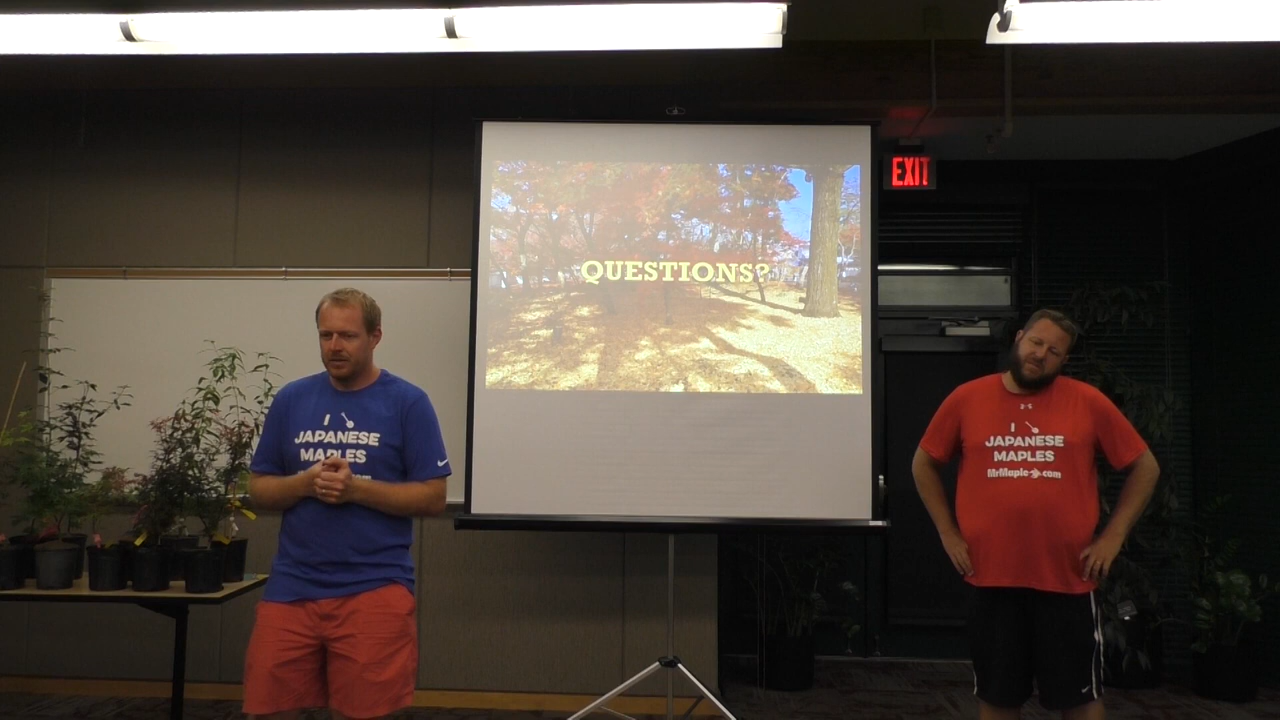 QUESTIONS?
EXIT
I
JAPANESE
MAPLES
I
JAPANESE
MAPLES
MrMaple.com